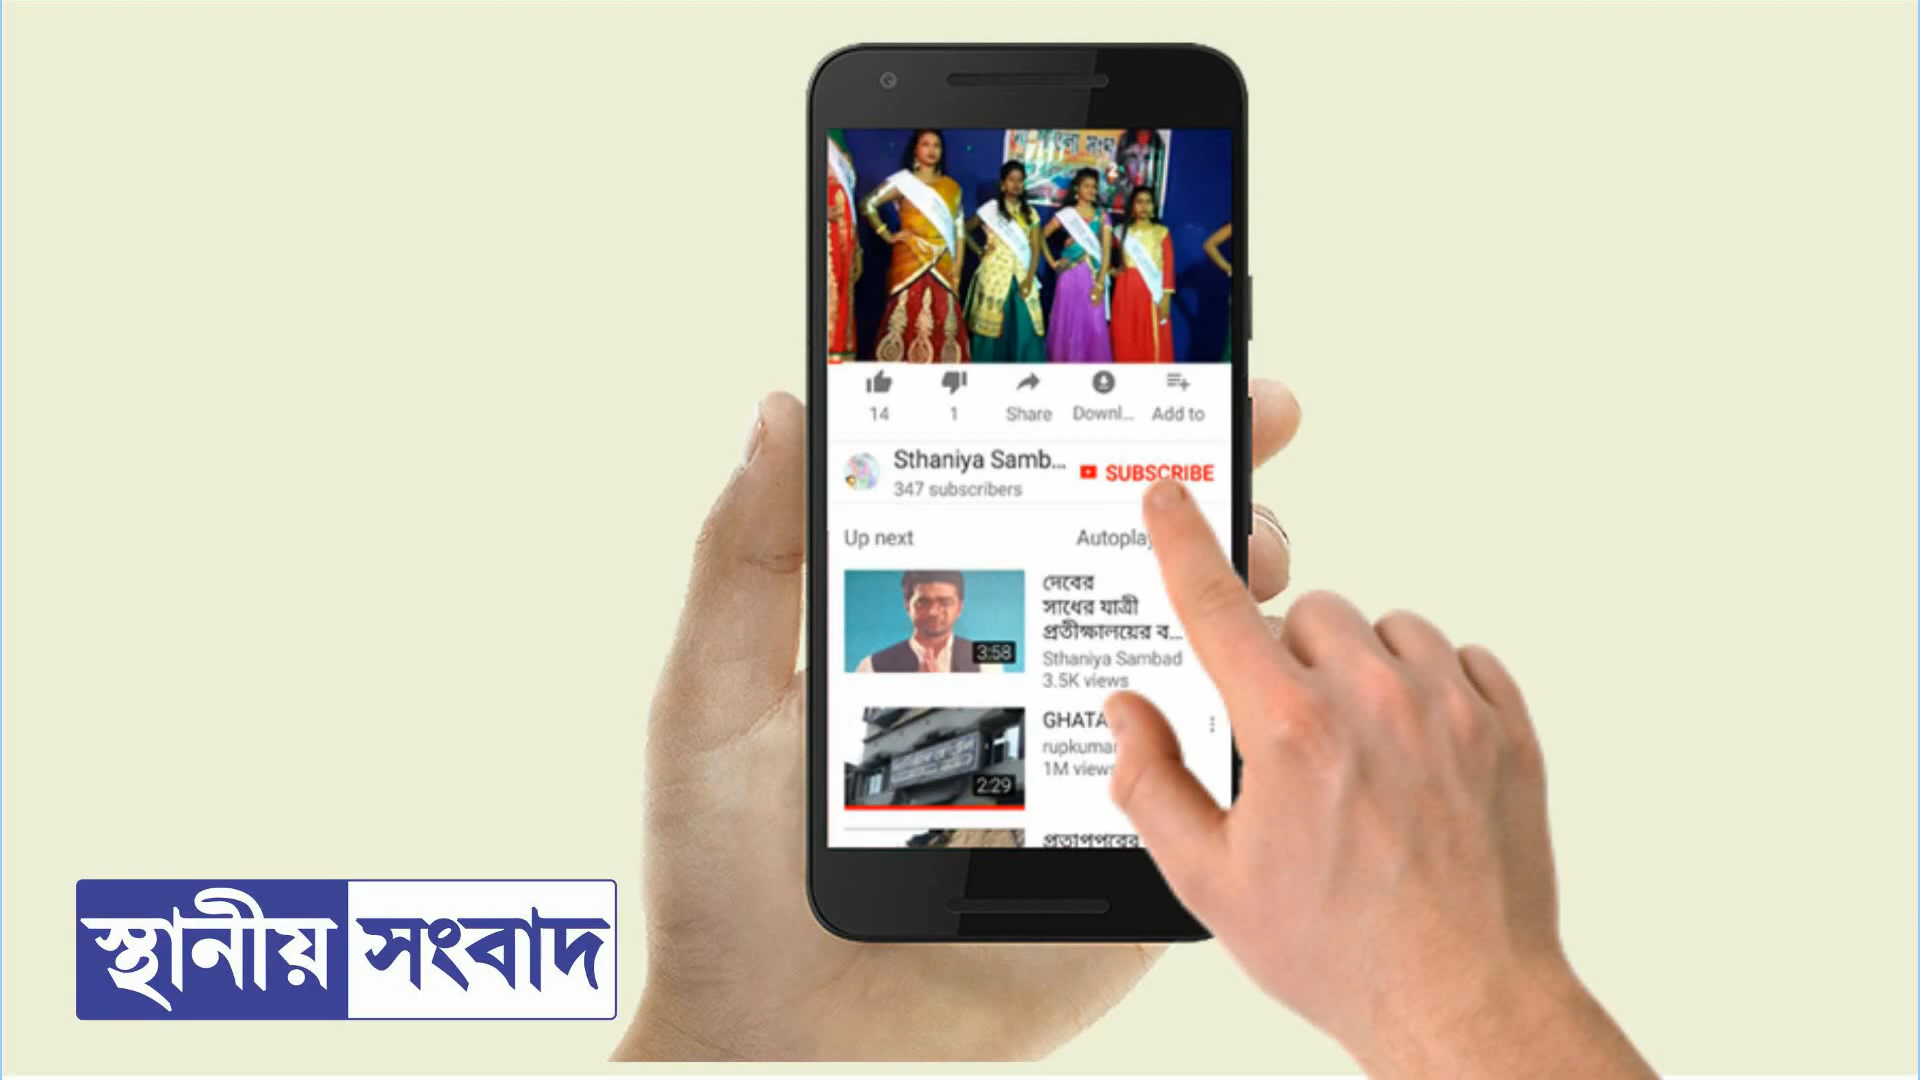 14
1
Share
Downl...
Add to
Sthaniya Samb...
SUBSCRIBE
347 subscribers
Up next
Autoplay
3:58
দেবের
সাধের যাত্রী
প্রতীক্ষালয়ের ব...
Sthaniya Sambad
3.5K views
2:29
GHATA
rupkumar
1M views
স্থানীয় সংবাদ